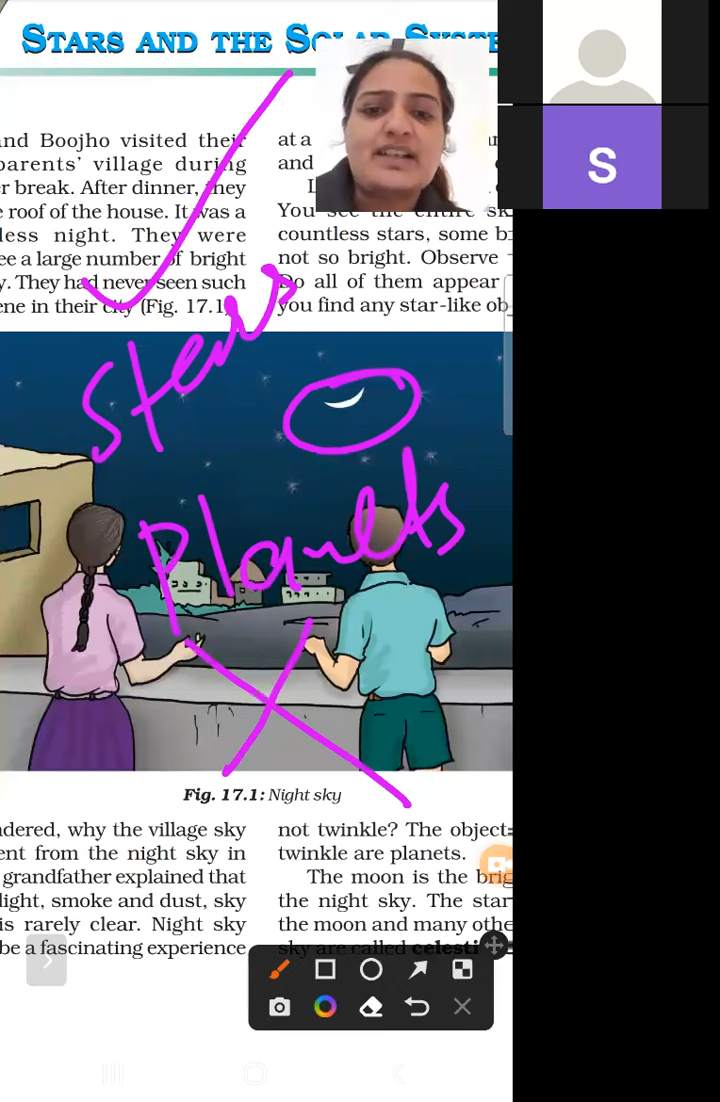 STARS AND THE SOLAR SYSTE
and Boojho visited their
parents' village during
er break. After dinner, they
e roof of the house. It was a
less night. They were
ee a large number of bright
y. They had never seen such
ene in their city (Fig. 17.1
at a
and
You see the entire sk
countless stars, some b
not so bright. Observe
Do all of them appear
you find any star-like ob
S
Stars
Planets
Fig. 17.1: Night sky
ndered, why the village sky
ent from the night sky in
grandfather explained that
light, smoke and dust, sky
is rarely clear. Night sky
be a fascinating experience
not twinkle? The object
twinkle are planets.
The moon is the brig
the night sky. The star
the moon and many othe
sky are called celesti